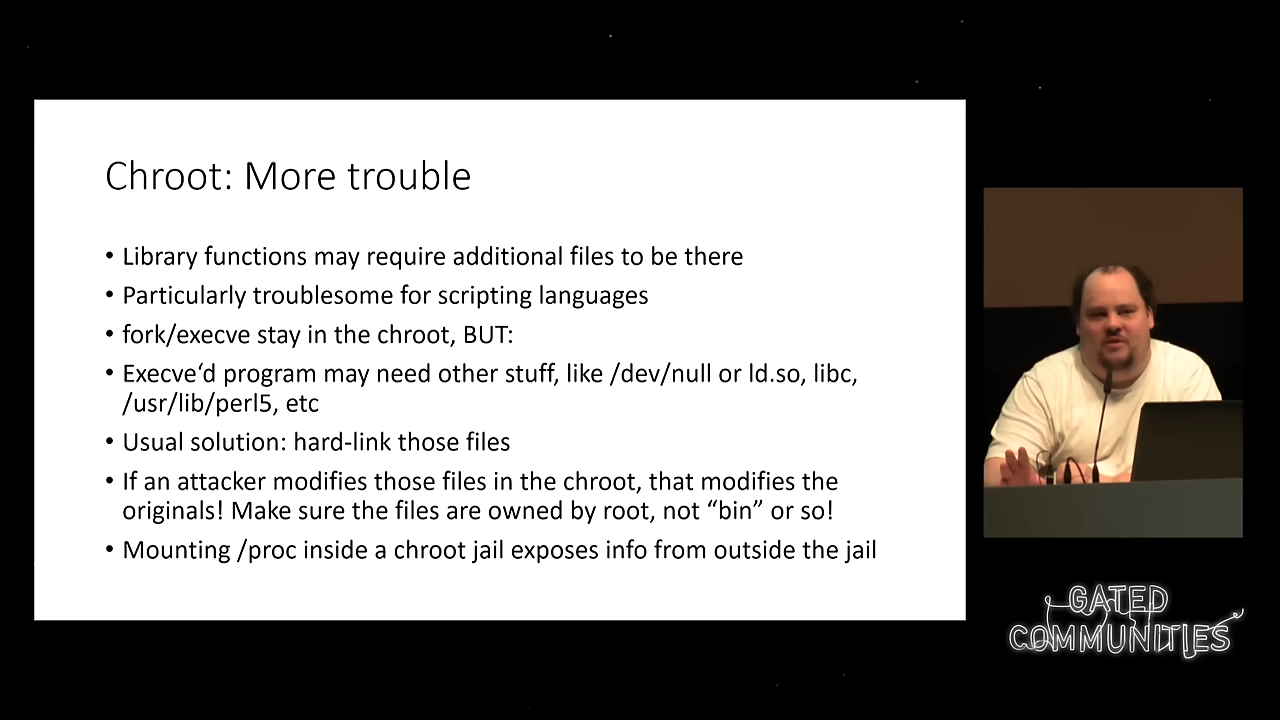 Chroot: More trouble
• Library functions may require additional files to be there
• Particularly troublesome for scripting languages
• fork/execve stay in the chroot, BUT:
• Execve‘d program may need other stuff, like /dev/null or ld.so, libc,
/usr/lib/perl5, etc
• Usual solution: hard-link those files
• If an attacker modifies those files in the chroot, that modifies the
originals! Make sure the files are owned by root, not “bin” or so!
• Mounting /proc inside a chroot jail exposes info from outside the jail
GATED
COMMUNITIES